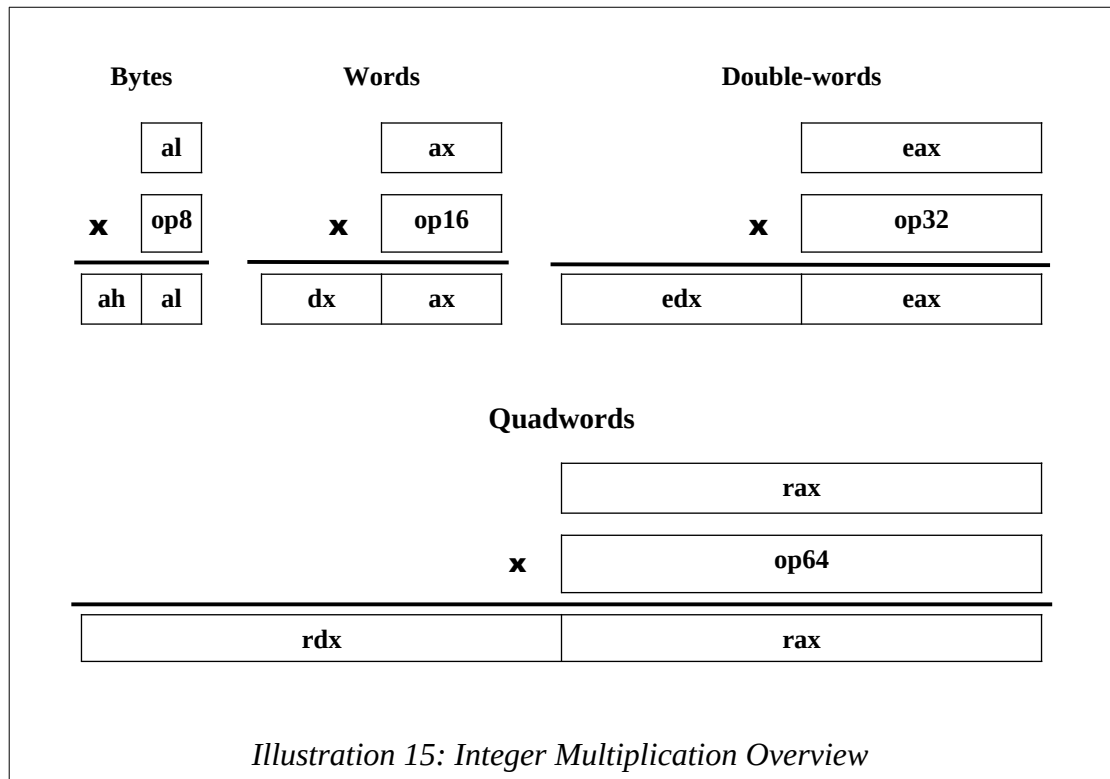 Bytes Words Double-words
al ax eax
x op8 x op16 x op32
ah al dx ax edx eax
Quadwords
rax
x op64
rdx rax
Illustration 15: Integer Multiplication Overview